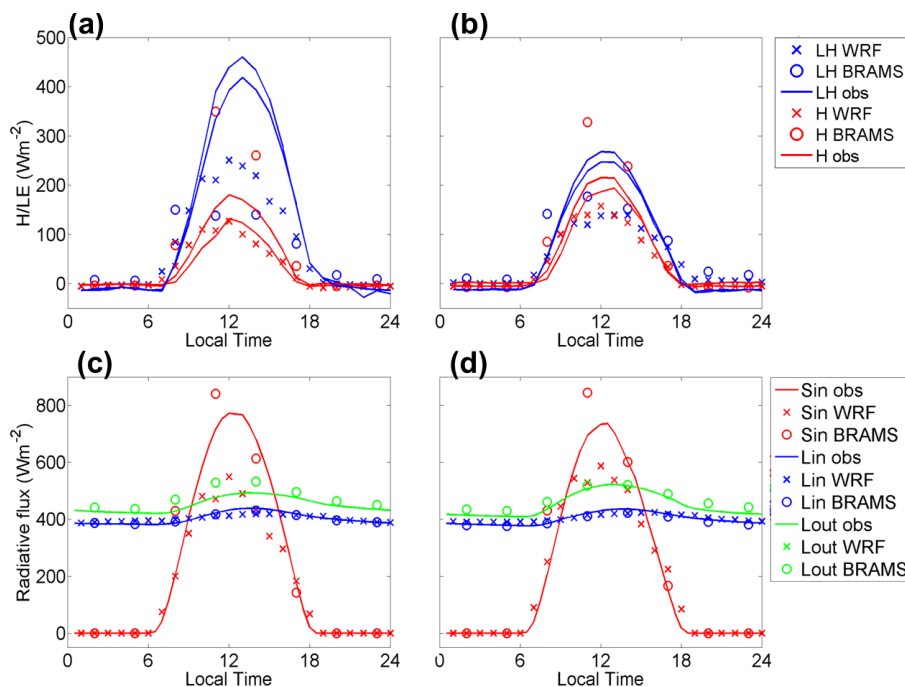 (a)
(b)
500
400
300
200
100
0
H/LE (Wm⁻²)
0 6 12 18 24
Local Time
0 6 12 18 24
Local Time
LH WRF
LH BRAMS
LH obs
H WRF
H BRAMS
H obs
(c)
(d)
800
600
400
200
0
Radiative flux (Wm⁻²)
0 6 12 18 24
Local Time
0 6 12 18 24
Local Time
Sin obs
Sin WRF
Sin BRAMS
Lin obs
Lin WRF
Lin BRAMS
Lout obs
Lout WRF
Lout BRAMS